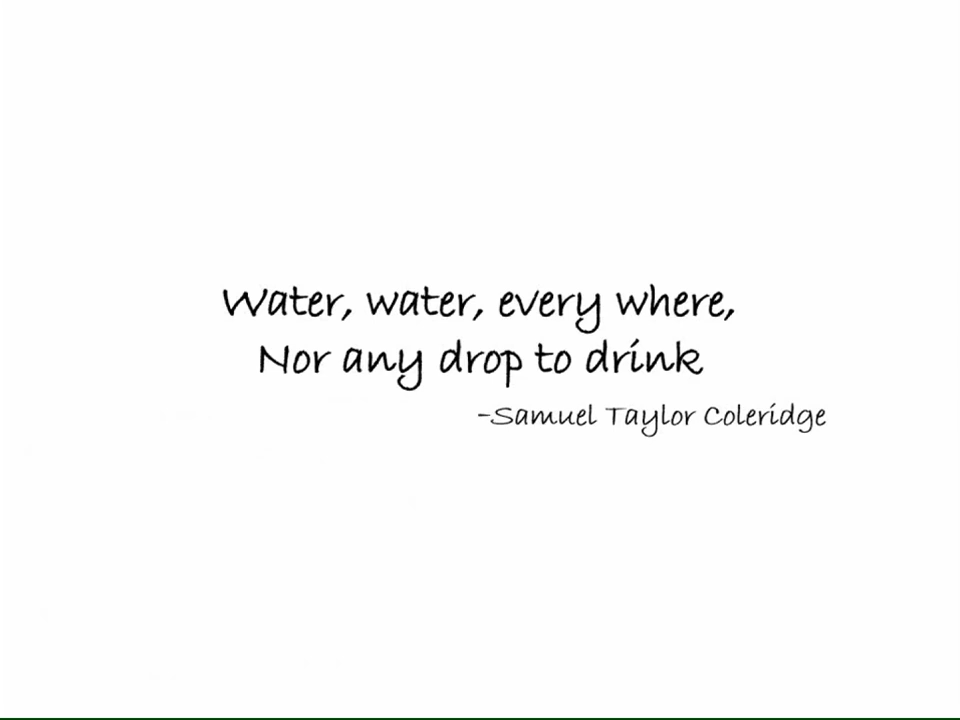 Water, water, every where,
Nor any drop to drink
-Samuel Taylor Coleridge